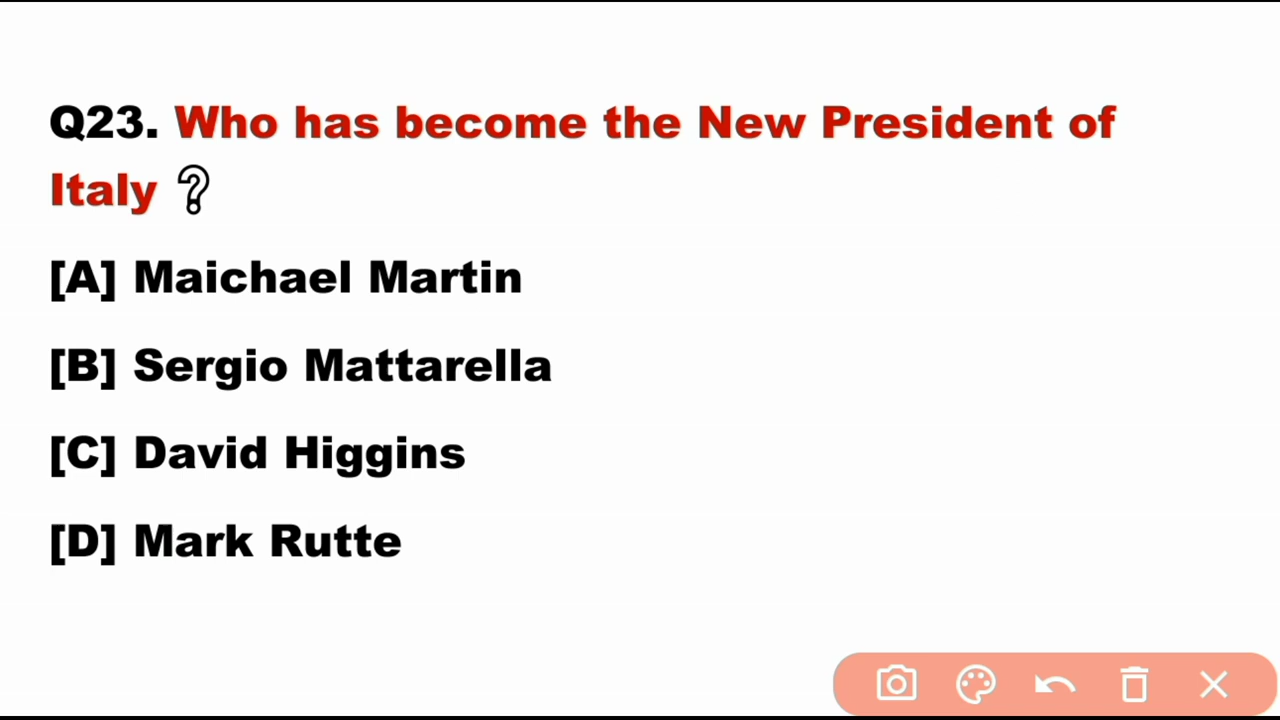 Q23. Who has become the New President of
Italy ?
[A] Maichael Martin
[B] Sergio Mattarella
[C] David Higgins
[D] Mark Rutte